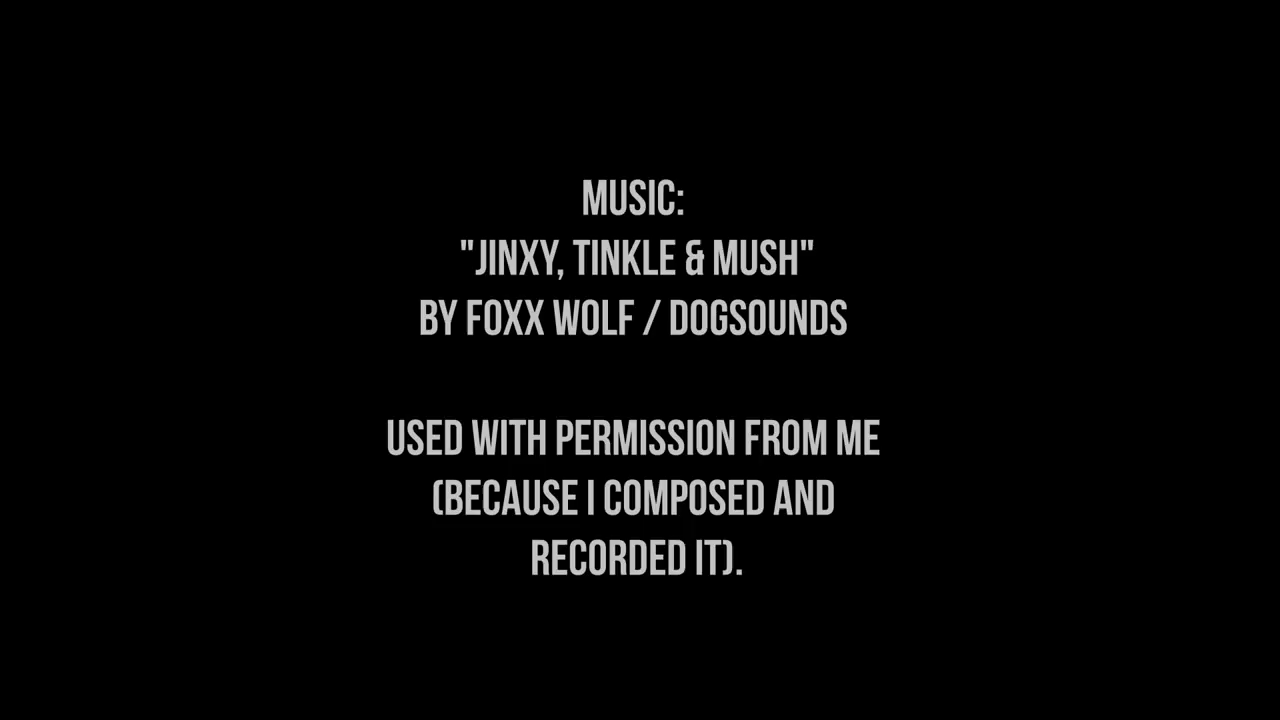 MUSIC:
"JINXY, TINKLE & MUSH"
BY FOXX WOLF / DOGSOUNDS
USED WITH PERMISSION FROM ME
(BECAUSE I COMPOSED AND
RECORDED IT).